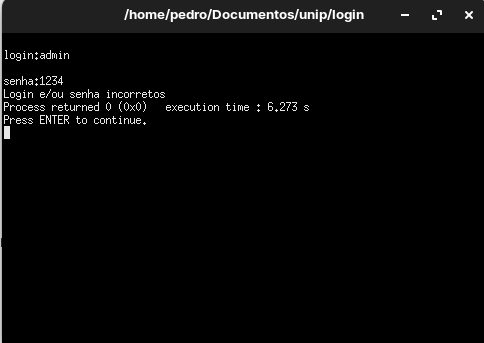 /home/pedro/Documentos/unip/login
login:admin
senha:1234
Login e/ou senha incorretos
Process returned 0 (0x0)   execution time : 6.273 s
Press ENTER to continue.